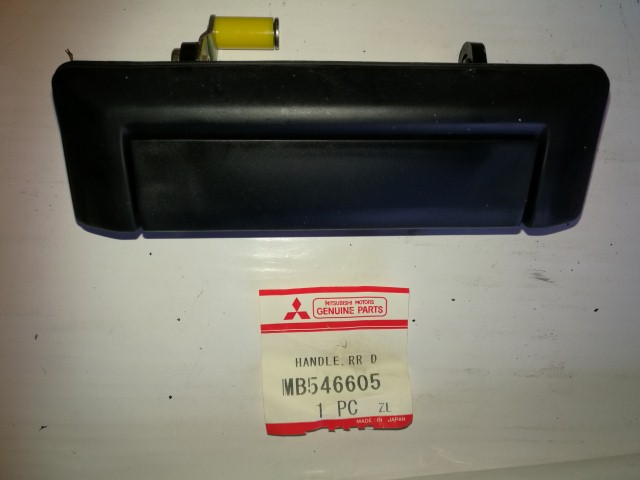 MITSUBISHI MOTORS
GENUINE PARTS
HANDLE,RR D
MB546605
1 PC ZL
MADE IN JAPAN